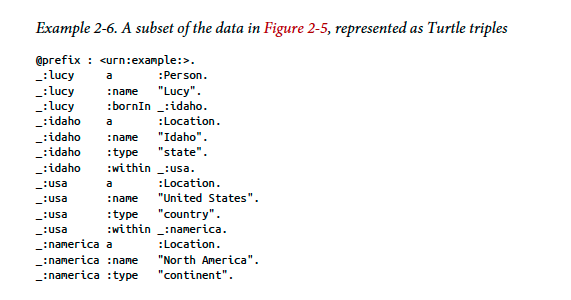 Example 2-6. A subset of the data in Figure 2-5, represented as Turtle triples
@prefix : <urn:example:>.
_:lucy     a       :Person.
_:lucy     :name   "Lucy".
_:lucy     :bornIn _:idaho.
_:idaho    a       :Location.
_:idaho    :name   "Idaho".
_:idaho    :type   "state".
_:idaho    :within _:usa.
_:usa      a       :Location.
_:usa      :name   "United States".
_:usa      :type   "country".
_:usa      :within _:namerica.
_:namerica a       :Location.
_:namerica :name   "North America".
_:namerica :type   "continent".